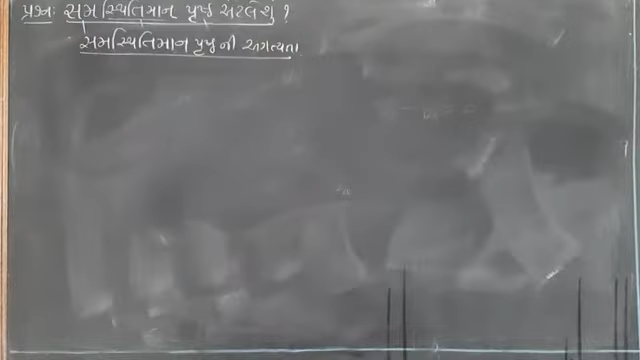 પ્રશ્ન: સમસ્થિતિમાન પૃષ્ઠ એટલે શું ?
સમસ્થિતિમાન પૃષ્ઠની અગત્યતા